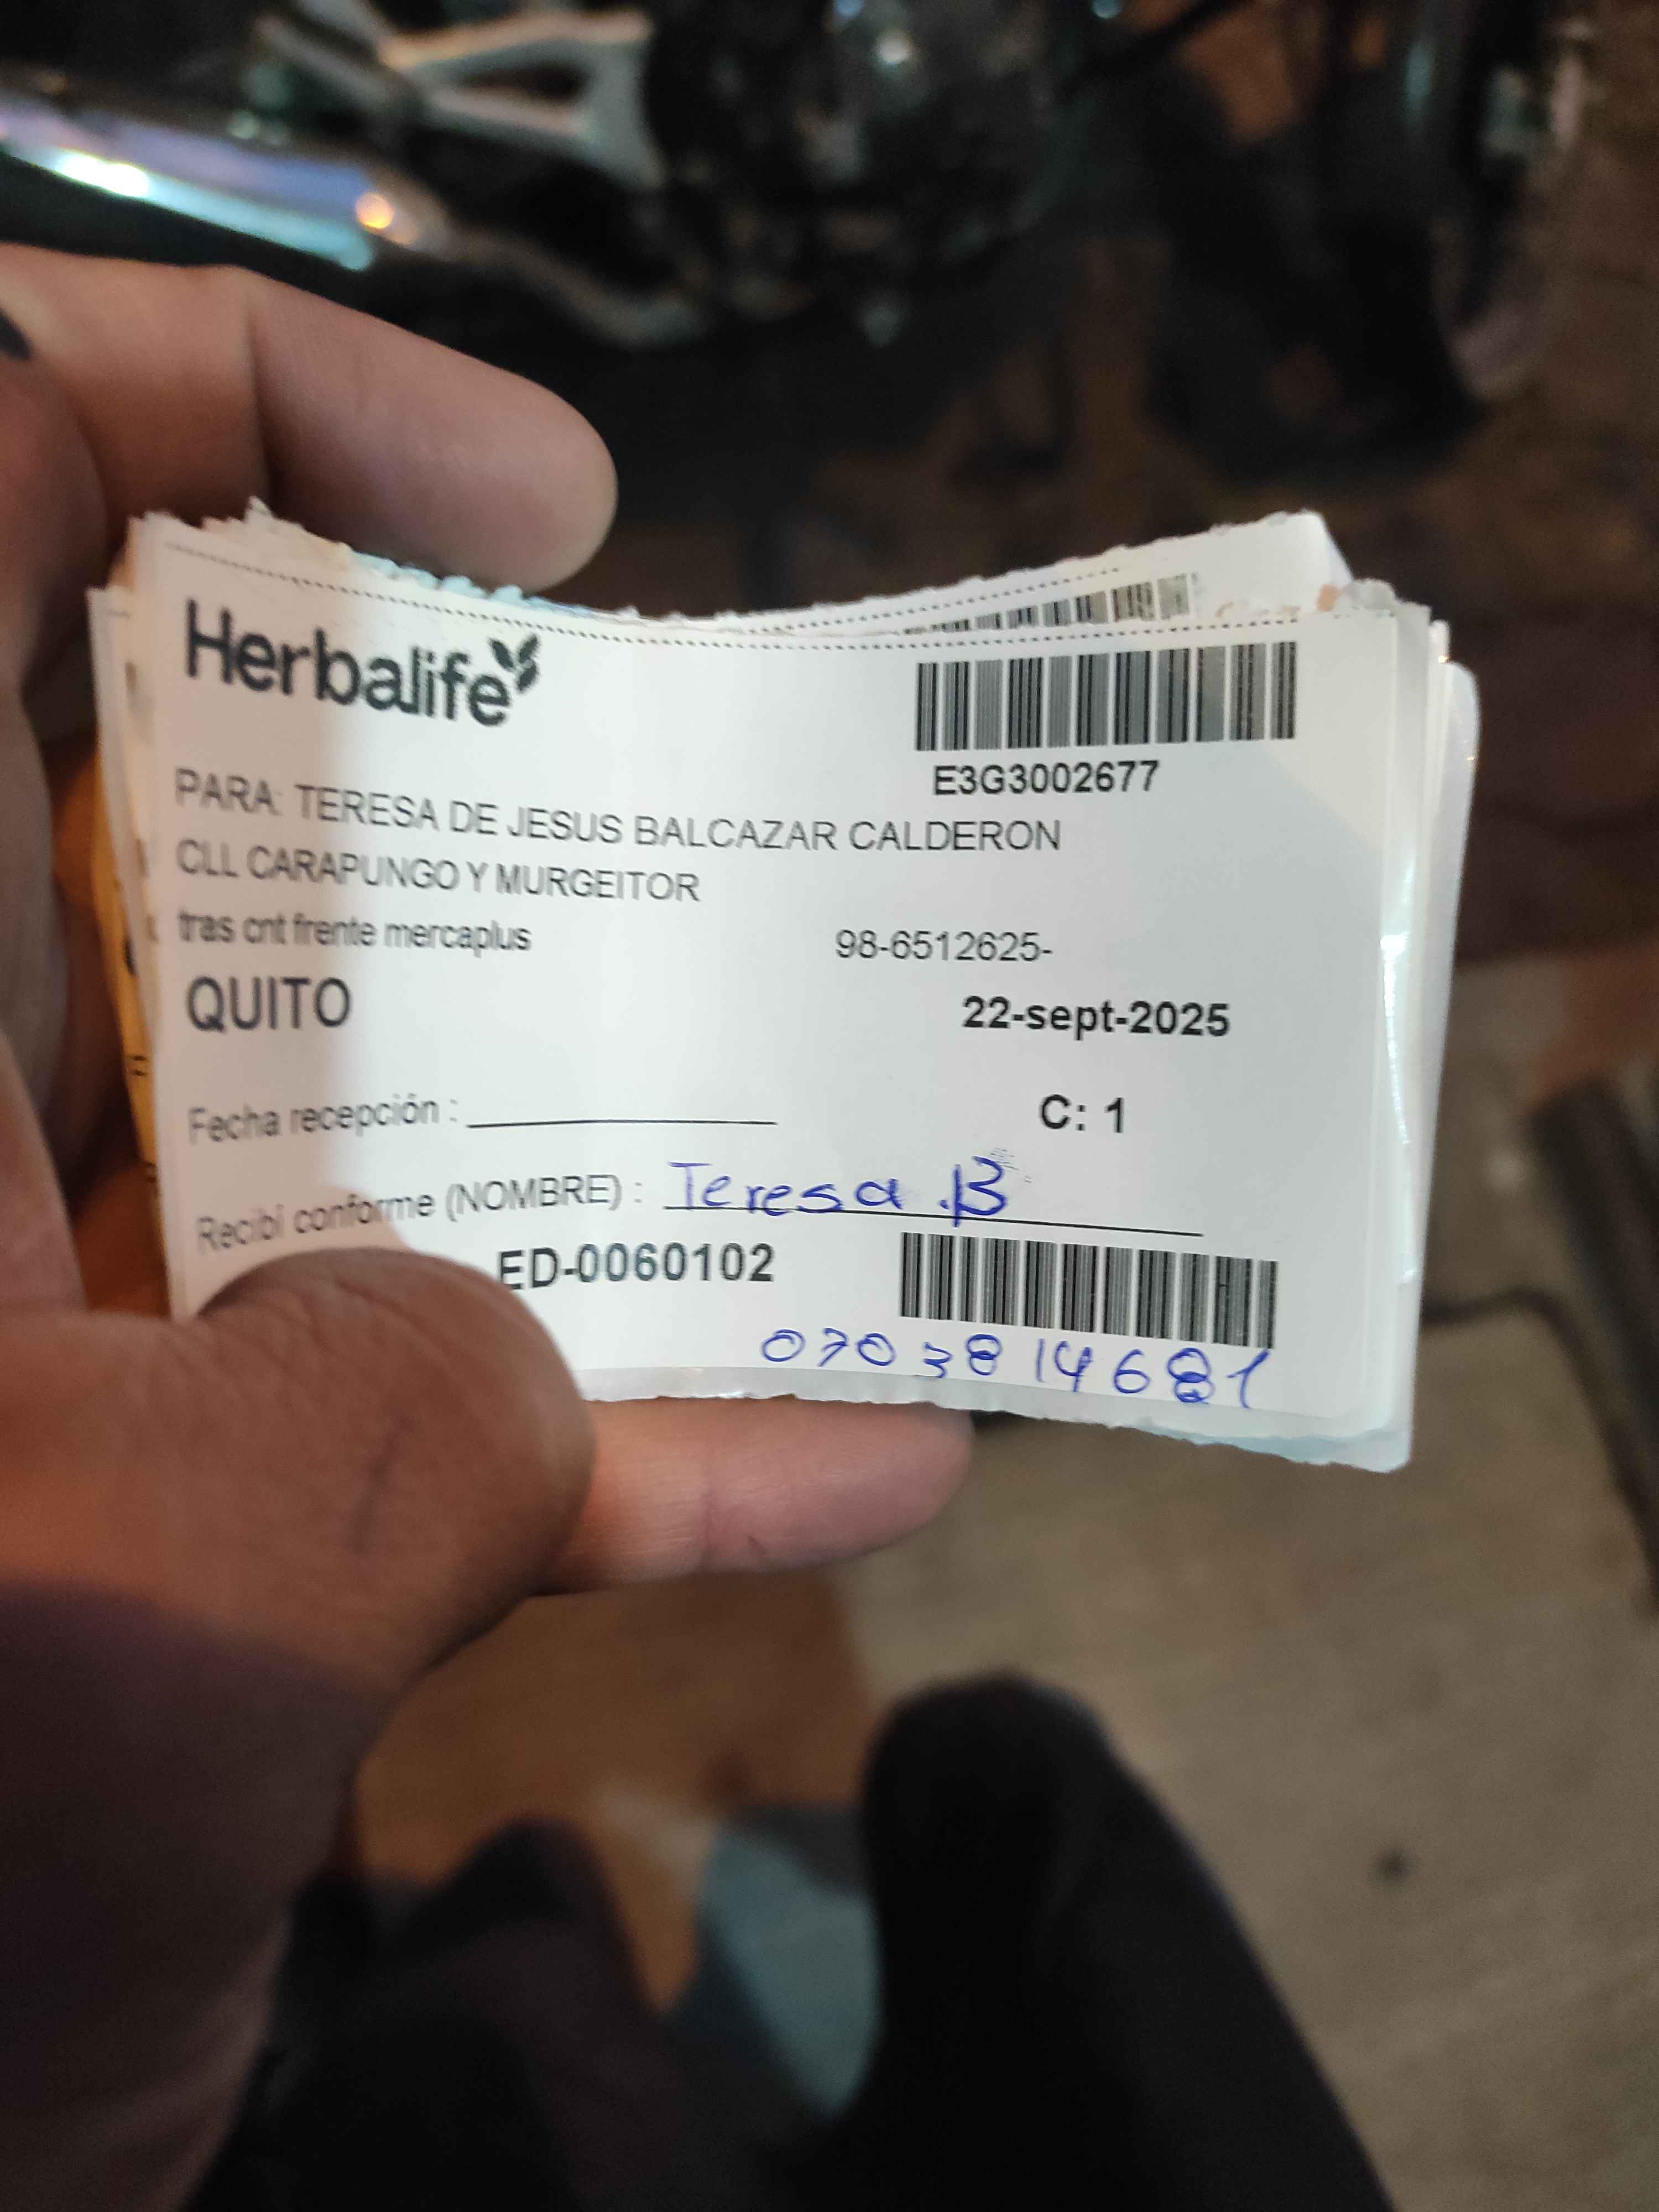 Herbalife
E3G3002677
PARA: TERESA DE JESUS BALCAZAR CALDERON
CLL CARAPUNGO Y MURGEITOR
tras cnt frente mercaplus 98-6512625-
QUITO 22-sept-2025
Fecha recepción : C: 1
Recibí conforme (NOMBRE) : Teresa .B
ED-0060102
0703814681